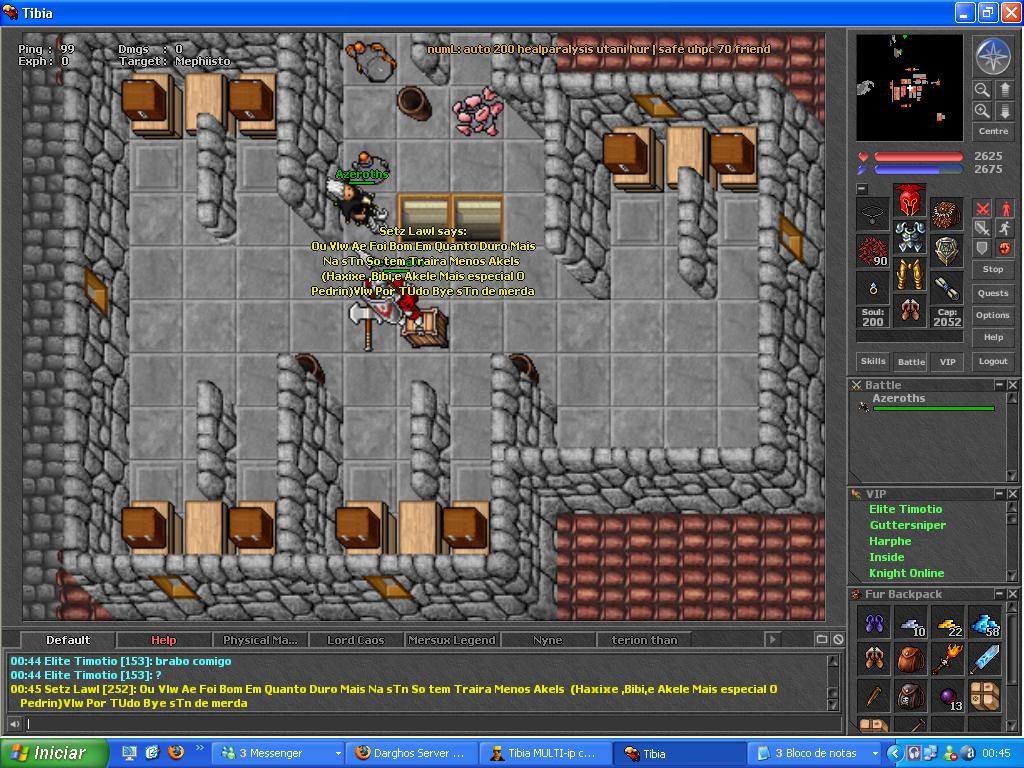 Tibia
Ping : 99
Dmgs : 0
Exph: 0
Target: Mephiisto
numL: auto 200 healparalysis utani hur | safe uhpc 70 friend
Azeroths
Setz Lawl says:
Ou Vlw Ae Foi Bom Em Quanto Duro Mais
Na sTn So tem Traira Menos Akels
(Haxixe ,Bibi,e Akele Mais especial O
Pedrin)Vlw Por TUdo Bye sTn de merda
Centre
2625
2675
90
Soul:
200
Cap:
2052
Stop
Quests
Options
Help
Skills
Battle
VIP
Logout
Battle
Azeroths
VIP
Elite Timotio
Guttersniper
Harphe
Inside
Knight Online
Fur Backpack
10
22
58
13
Default
Help
Physical Ma...
Lord Caos
Mersux Legend
Nyne
terion than
00:44 Elite Timotio [153]: brabo comigo
00:44 Elite Timotio [153]: ?
00:45 Setz Lawl [252]: Ou Vlw Ae Foi Bom Em Quanto Duro Mais Na sTn So tem Traira Menos Akels (Haxixe ,Bibi,e Akele Mais especial O
Pedrin)Vlw Por TUdo Bye sTn de merda
Iniciar
3 Messenger
Darghos Server ...
Tibia MULTI-ip c...
Tibia
3 Bloco de notas
00:45